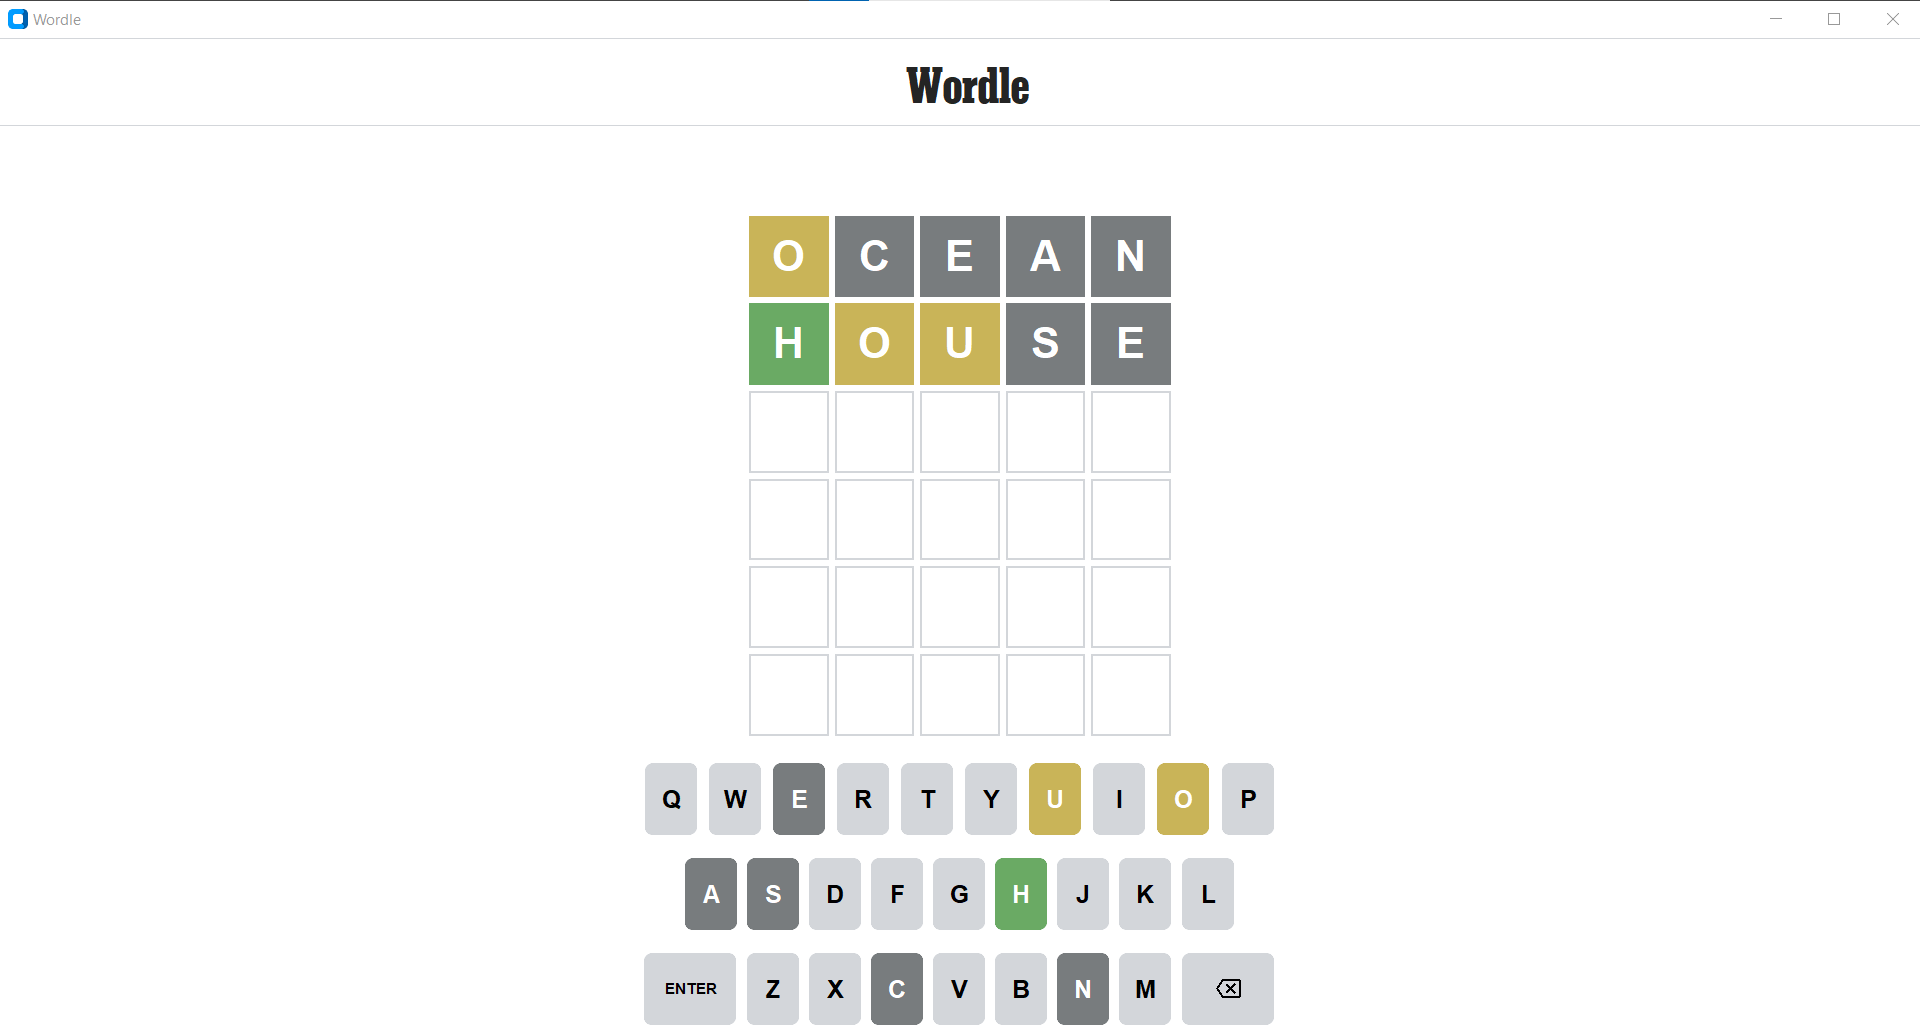 Wordle
Wordle
O C E A N
H O U S E
Q W E R T Y U I O P
A S D F G H J K L
ENTER Z X C V B N M